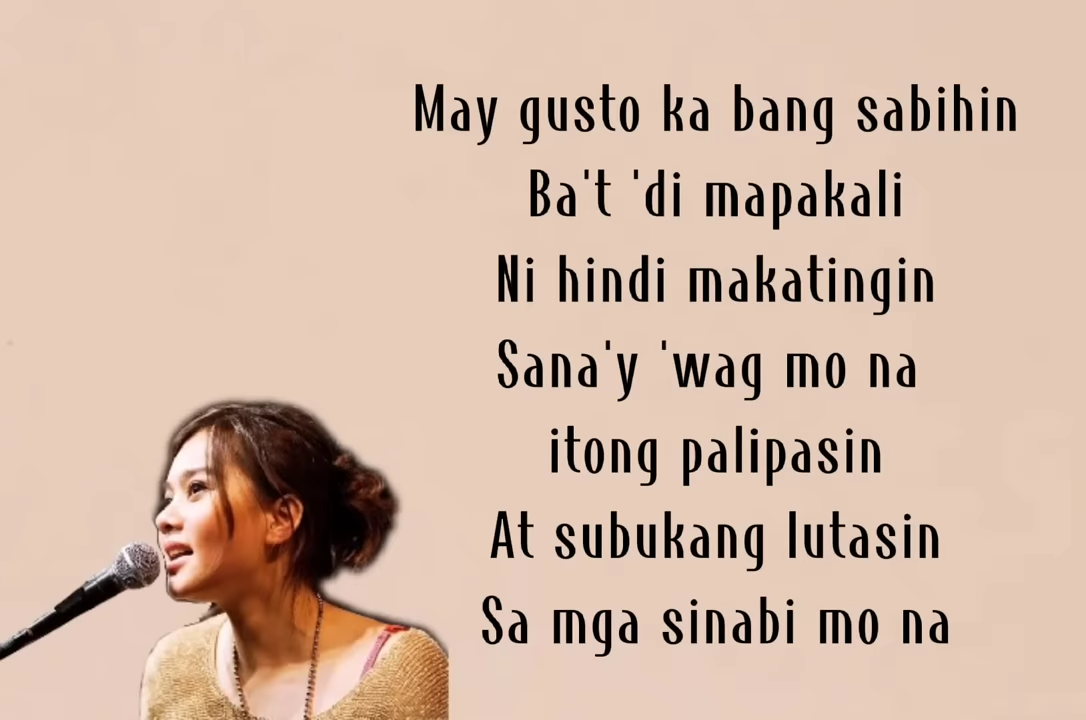 May gusto ka bang sabihin
Ba't 'di mapakali
Ni hindi makatingin
Sana'y 'wag mo na
itong palipasin
At subukang lutasin
Sa mga sinabi mo na